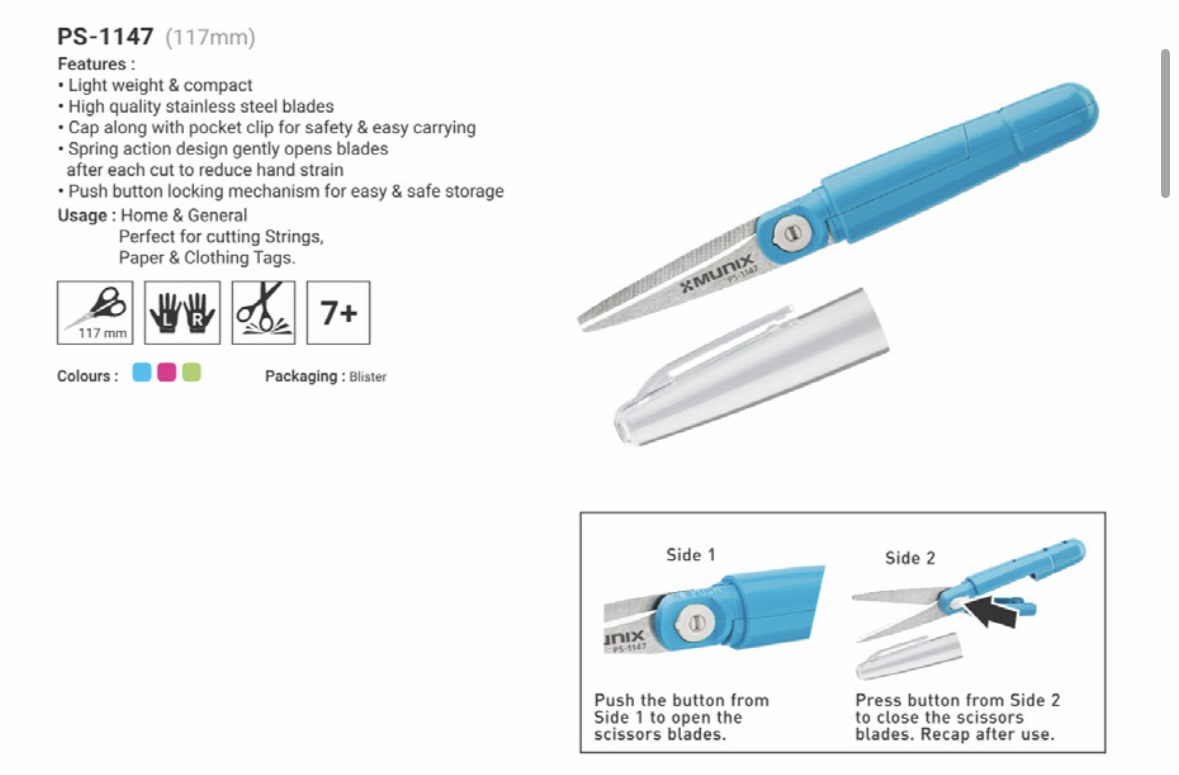 PS-1147 (117mm)
Features :
• Light weight & compact
• High quality stainless steel blades
• Cap along with pocket clip for safety & easy carrying
• Spring action design gently opens blades
after each cut to reduce hand strain
• Push button locking mechanism for easy & safe storage
Usage : Home & General
Perfect for cutting Strings,
Paper & Clothing Tags.
117 mm
L R
7+
Colours :
Packaging : Blister
MUNIX
PS-1147
Side 1
PUSH
UNIX
PS-1147
Push the button from
Side 1 to open the
scissors blades.
Side 2
Press button from Side 2
to close the scissors
blades. Recap after use.